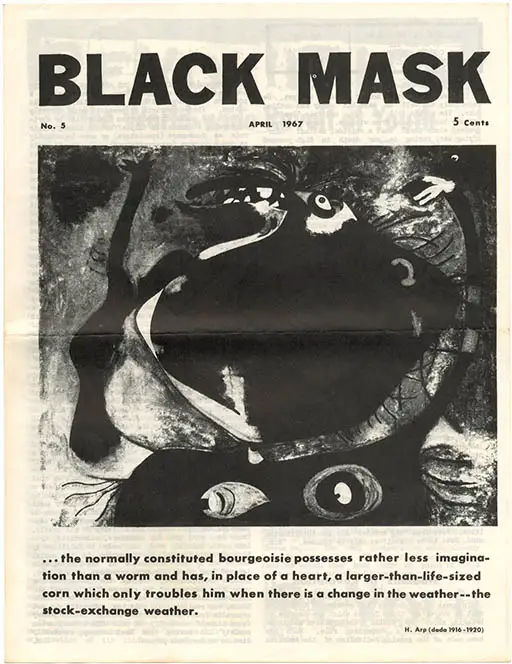 BLACK MASK
No. 5 APRIL 1967 5 Cents
...the normally constituted bourgeoisie possesses rather less imagina-
tion than a worm and has, in place of a heart, a larger-than-life-sized
corn which only troubles him when there is a change in the weather--the
stock-exchange weather.
H. Arp (dada 1916-1920)